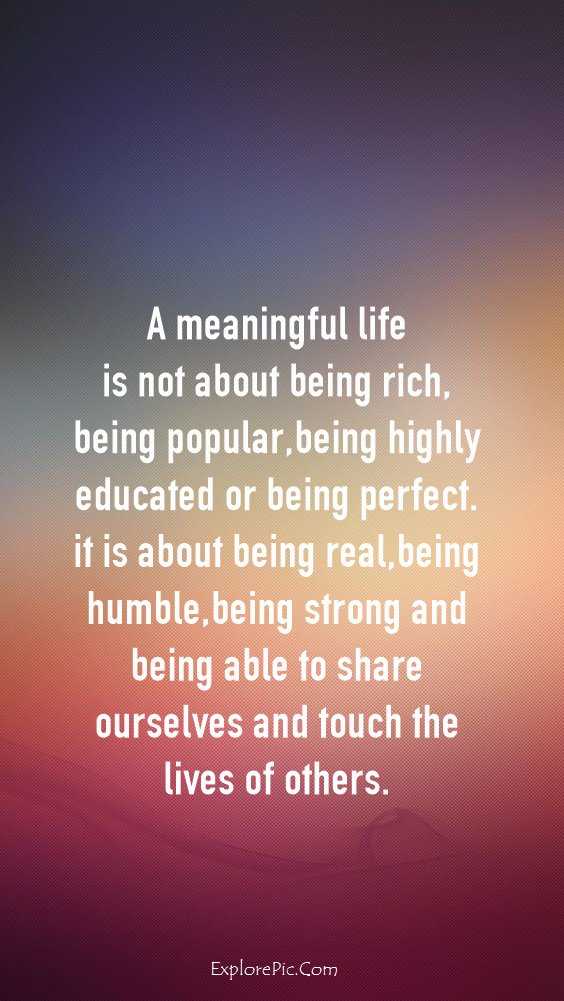 A meaningful life
is not about being rich,
being popular,being highly
educated or being perfect.
it is about being real,being
humble,being strong and
being able to share
ourselves and touch the
lives of others.
ExplorePic.Com